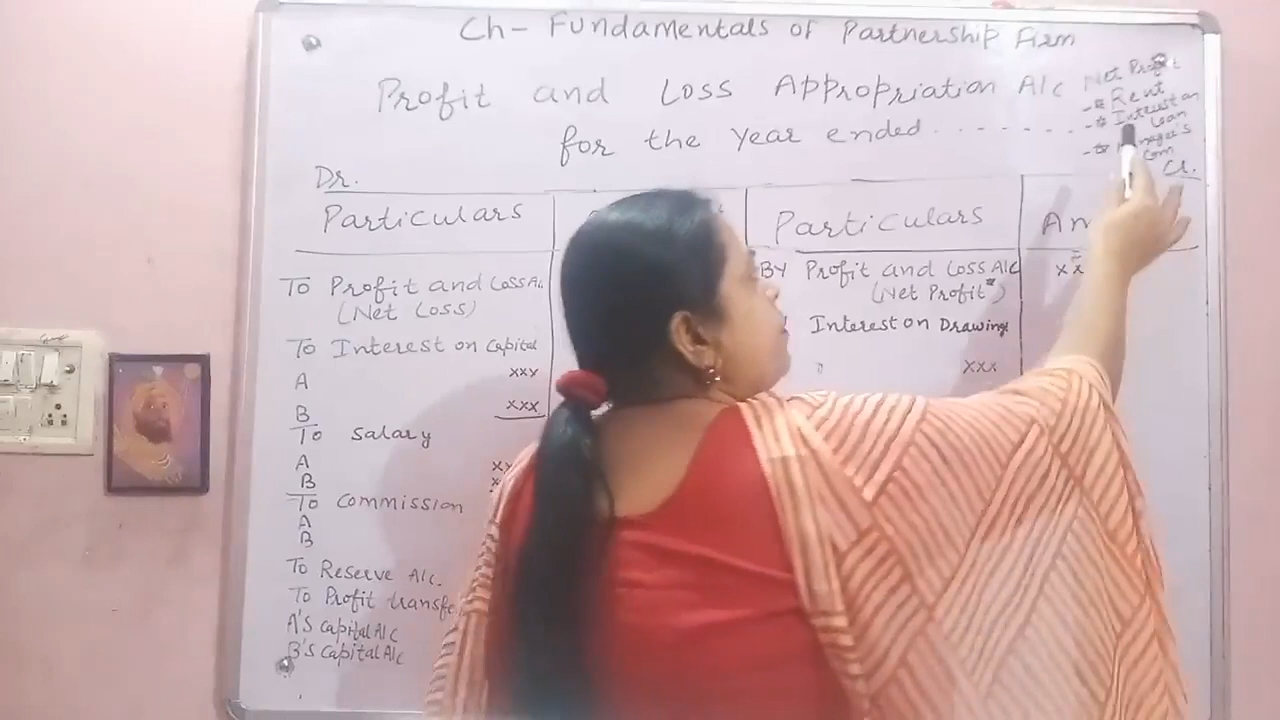 Ch- Fundamentals of Partnership Firm
Profit and Loss Appropriation A/c
for the Year ended..........
Net Profit
- Rent
- Interest on
Loan
- to Manager's
Com
Dr.
Cr.
Particulars
Particulars
Am
To Profit and Loss A/c
(Net Loss)
To Interest on Capital
A xxx
B xxx
To Salary
A xx
B
To Commission
A
B
To Reserve A/c.
To Profit transfe
A's Capital A/c
B's Capital A/c
BY Profit and Loss A/c xx
(Net Profit*)
Interest on Drawings
xxx